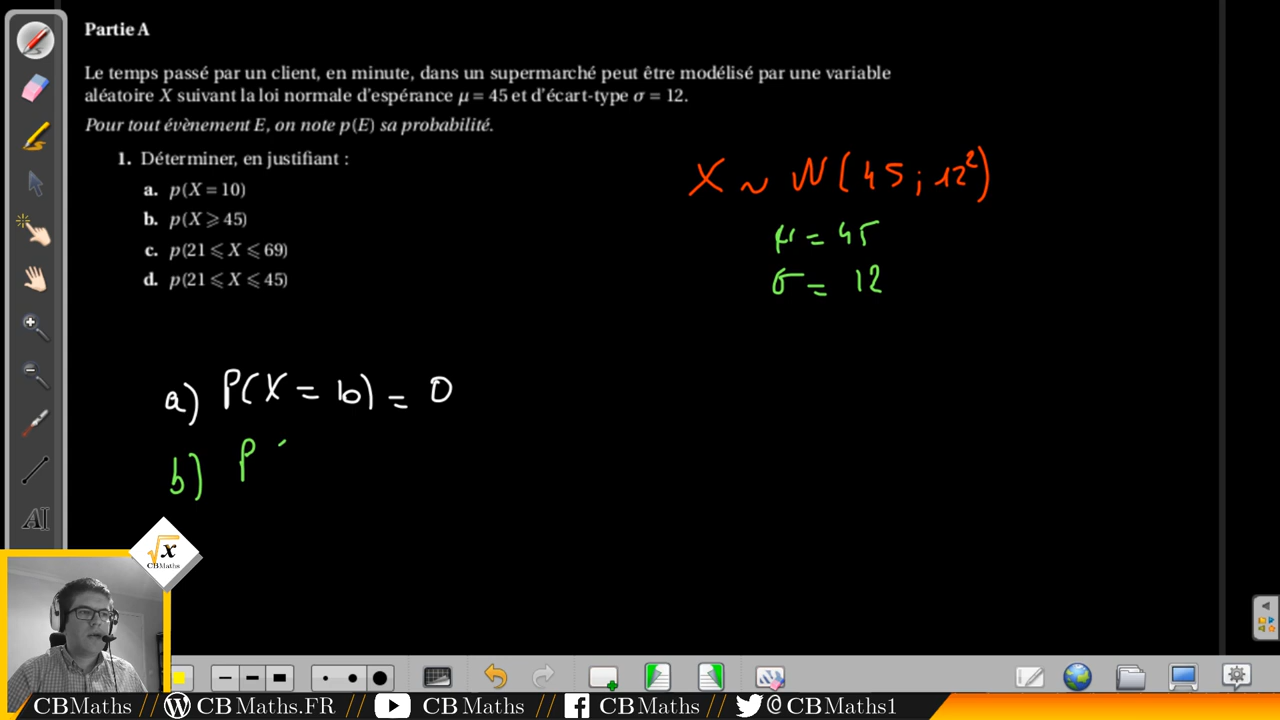 Partie A
Le temps passé par un client, en minute, dans un supermarché peut être modélisé par une variable
aléatoire X suivant la loi normale d'espérance μ = 45 et d'écart-type σ = 12.
Pour tout évènement E, on note p(E) sa probabilité.
1. Déterminer, en justifiant :
a. p(X = 10)
b. p(X ⩾ 45)
c. p(21 ⩽ X ⩽ 69)
d. p(21 ⩽ X ⩽ 45)
X ~ N(45 ; 12²)
μ = 45
σ = 12
a) P(X = 10) = 0
b) P
AI
√x
CBMaths
CBMaths
CBMaths.FR
CBMaths
CBMaths
@CBMaths1